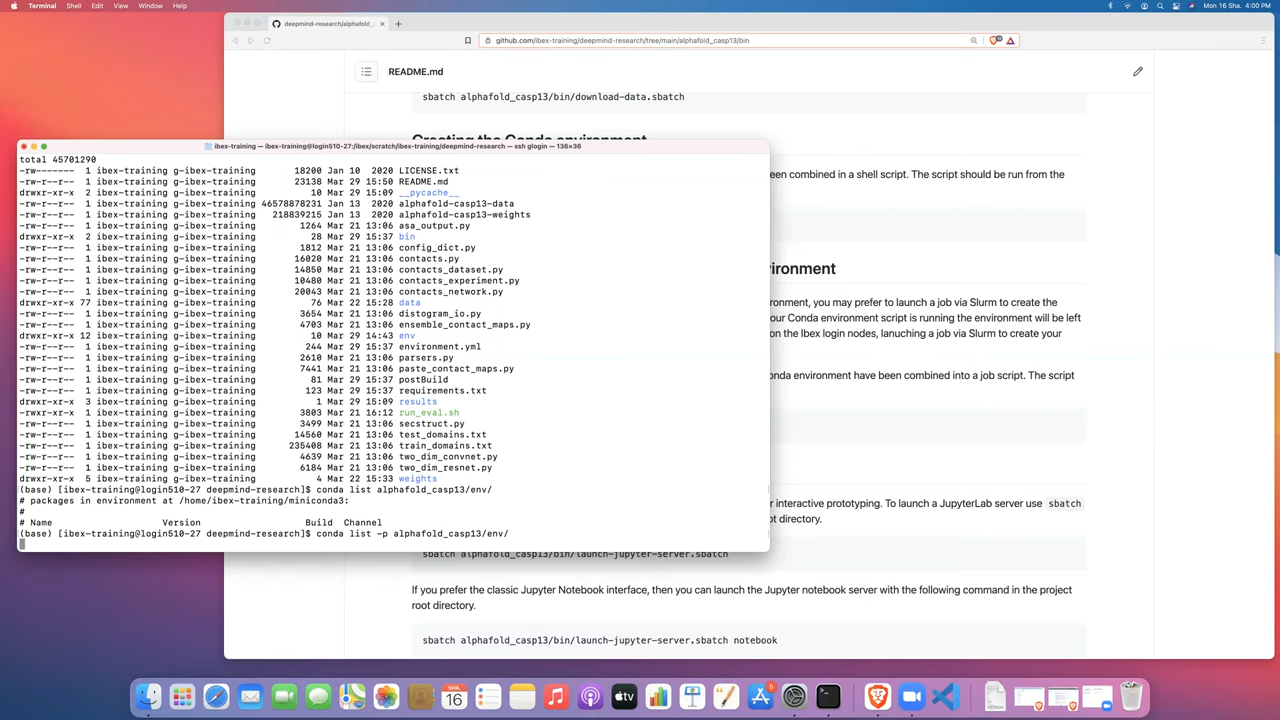 Terminal Shell Edit View Window Help Mon 16 Sha. 4:00 PM
deepmind-research/alphafold_
github.com/ibex-training/deepmind-research/tree/main/alphafold_casp13/bin
README.md
sbatch alphafold_casp13/bin/download-data.sbatch
Creating the Conda environment
ibex-training — ibex-training@login510-27:/ibex/scratch/ibex-training/deepmind-research — ssh glogin — 136×36
total 45701290
-rw------- 1 ibex-training g-ibex-training 18200 Jan 10 2020 LICENSE.txt
-rw-r--r-- 1 ibex-training g-ibex-training 23138 Mar 29 15:50 README.md
drwxr-xr-x 2 ibex-training g-ibex-training 10 Mar 29 15:09 __pycache__
-rw-r--r-- 1 ibex-training g-ibex-training 46578878231 Jan 13 2020 alphafold-casp13-data
-rw-r--r-- 1 ibex-training g-ibex-training 218839215 Jan 13 2020 alphafold-casp13-weights
-rw-r--r-- 1 ibex-training g-ibex-training 1264 Mar 21 13:06 asa_output.py
drwxr-xr-x 2 ibex-training g-ibex-training 28 Mar 29 15:37 bin
-rw-r--r-- 1 ibex-training g-ibex-training 1812 Mar 21 13:06 config_dict.py
-rw-r--r-- 1 ibex-training g-ibex-training 16020 Mar 21 13:06 contacts.py
-rw-r--r-- 1 ibex-training g-ibex-training 14850 Mar 21 13:06 contacts_dataset.py
-rw-r--r-- 1 ibex-training g-ibex-training 10480 Mar 21 13:06 contacts_experiment.py
-rw-r--r-- 1 ibex-training g-ibex-training 20043 Mar 21 13:06 contacts_network.py
drwxr-xr-x 77 ibex-training g-ibex-training 76 Mar 22 15:28 data
-rw-r--r-- 1 ibex-training g-ibex-training 3654 Mar 21 13:06 distogram_io.py
-rw-r--r-- 1 ibex-training g-ibex-training 4703 Mar 21 13:06 ensemble_contact_maps.py
drwxr-xr-x 12 ibex-training g-ibex-training 10 Mar 29 14:43 env
-rw-r--r-- 1 ibex-training g-ibex-training 244 Mar 29 15:37 environment.yml
-rw-r--r-- 1 ibex-training g-ibex-training 2610 Mar 21 13:06 parsers.py
-rw-r--r-- 1 ibex-training g-ibex-training 7441 Mar 21 13:06 paste_contact_maps.py
-rw-r--r-- 1 ibex-training g-ibex-training 81 Mar 29 15:37 postBuild
-rw-r--r-- 1 ibex-training g-ibex-training 123 Mar 29 15:37 requirements.txt
drwxr-xr-x 3 ibex-training g-ibex-training 1 Mar 29 15:09 results
-rw-r--r-- 1 ibex-training g-ibex-training 3803 Mar 21 16:12 run_eval.sh
-rw-r--r-- 1 ibex-training g-ibex-training 3499 Mar 21 13:06 secstruct.py
-rw-r--r-- 1 ibex-training g-ibex-training 14560 Mar 21 13:06 test_domains.txt
-rw-r--r-- 1 ibex-training g-ibex-training 235408 Mar 21 13:06 train_domains.txt
-rw-r--r-- 1 ibex-training g-ibex-training 4639 Mar 21 13:06 two_dim_convnet.py
-rw-r--r-- 1 ibex-training g-ibex-training 6184 Mar 21 13:06 two_dim_resnet.py
drwxr-xr-x 5 ibex-training g-ibex-training 4 Mar 22 15:33 weights
(base) [ibex-training@login510-27 deepmind-research]$ conda list alphafold_casp13/env/
# packages in environment at /home/ibex-training/miniconda3:
#
# Name Version Build Channel
(base) [ibex-training@login510-27 deepmind-research]$ conda list -p alphafold_casp13/env/
een combined in a shell script. The script should be run from the
vironment
ronment, you may prefer to launch a job via Slurm to create the
our Conda environment script is running the environment will be left
on the Ibex login nodes, lanuching a job via Slurm to create your
onda environment have been combined into a job script. The script
r interactive prototyping. To launch a JupyterLab server use sbatch
ot directory.
sbatch alphafold_casp13/bin/launch-jupyter-server.sbatch
If you prefer the classic Jupyter Notebook interface, then you can launch the Jupyter notebook server with the following command in the project
root directory.
sbatch alphafold_casp13/bin/launch-jupyter-server.sbatch notebook
SHA.
16
tv
5